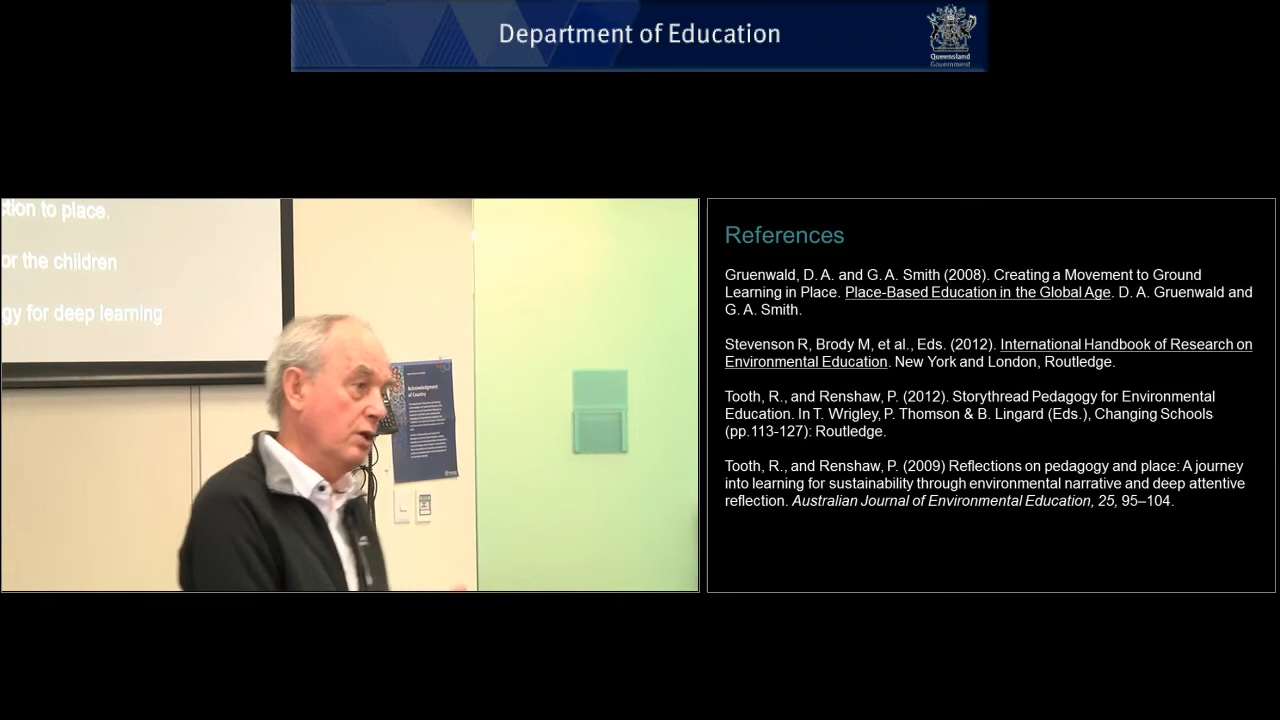 Department of Education
Queensland
Government
tion to place.
or the children
gy for deep learning
Acknowledgment
of Country
References
Gruenwald, D. A. and G. A. Smith (2008). Creating a Movement to Ground
Learning in Place. Place-Based Education in the Global Age. D. A. Gruenwald and
G. A. Smith.
Stevenson R, Brody M, et al., Eds. (2012). International Handbook of Research on
Environmental Education. New York and London, Routledge.
Tooth, R., and Renshaw, P. (2012). Storythread Pedagogy for Environmental
Education. In T. Wrigley, P. Thomson & B. Lingard (Eds.), Changing Schools
(pp.113-127): Routledge.
Tooth, R., and Renshaw, P. (2009) Reflections on pedagogy and place: A journey
into learning for sustainability through environmental narrative and deep attentive
reflection. Australian Journal of Environmental Education, 25, 95–104.